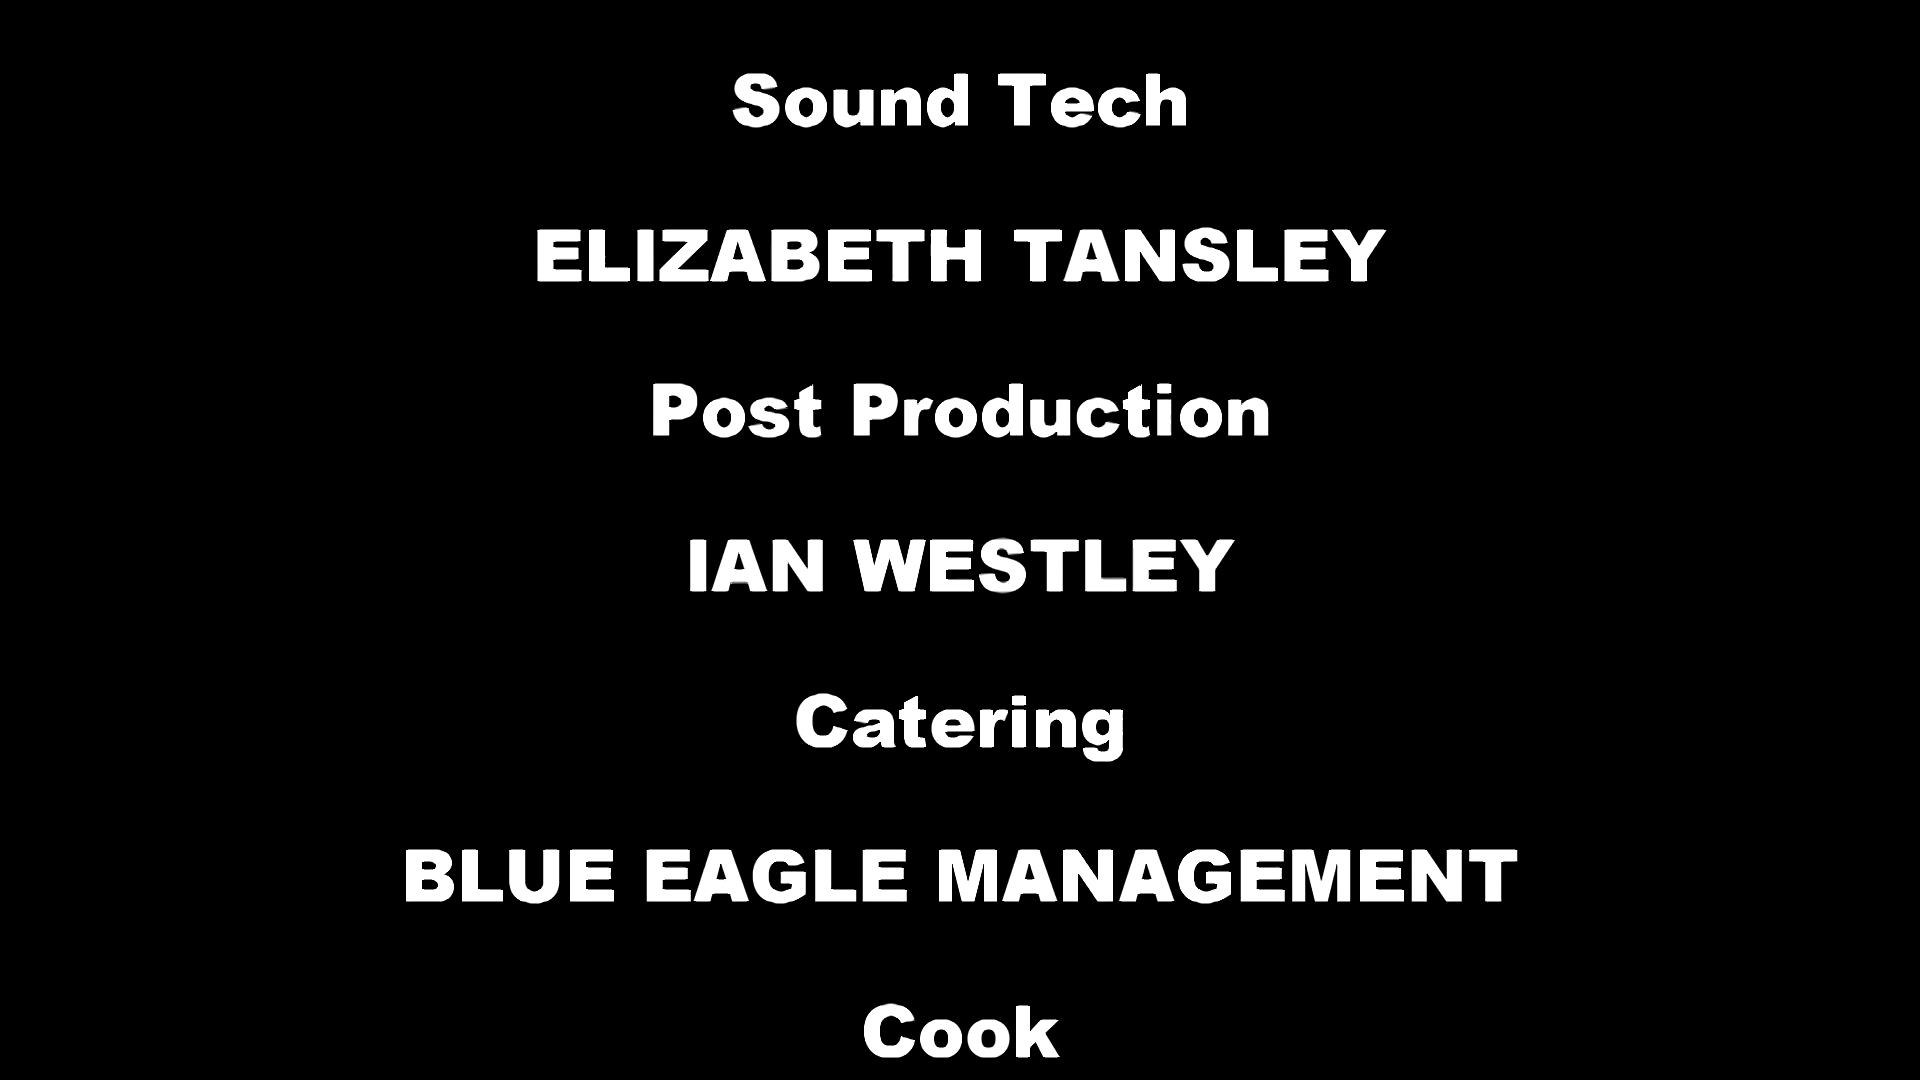 Sound Tech
ELIZABETH TANSLEY
Post Production
IAN WESTLEY
Catering
BLUE EAGLE MANAGEMENT
Cook